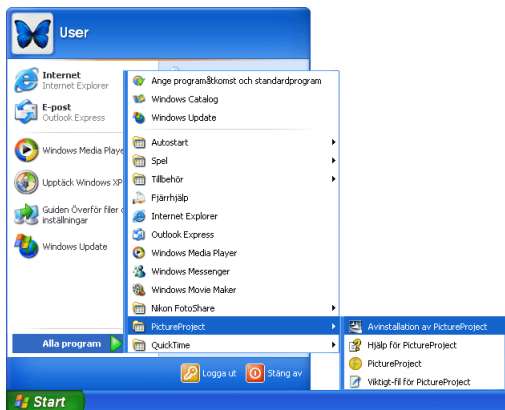 User
Internet
Internet Explorer
E-post
Outlook Express
Windows Media Playe
Upptäck Windows XP
Guiden Överför filer o
inställningar
Windows Update
Alla program
Ange programåtkomst och standardprogram
Windows Catalog
Windows Update
Autostart
Spel
Tillbehör
Fjärrhjälp
Internet Explorer
Outlook Express
Windows Media Player
Windows Messenger
Windows Movie Maker
Nikon FotoShare
PictureProject
QuickTime
Avinstallation av PictureProject
Hjälp för PictureProject
PictureProject
Viktigt-fil för PictureProject
Logga ut
Stäng av
Start